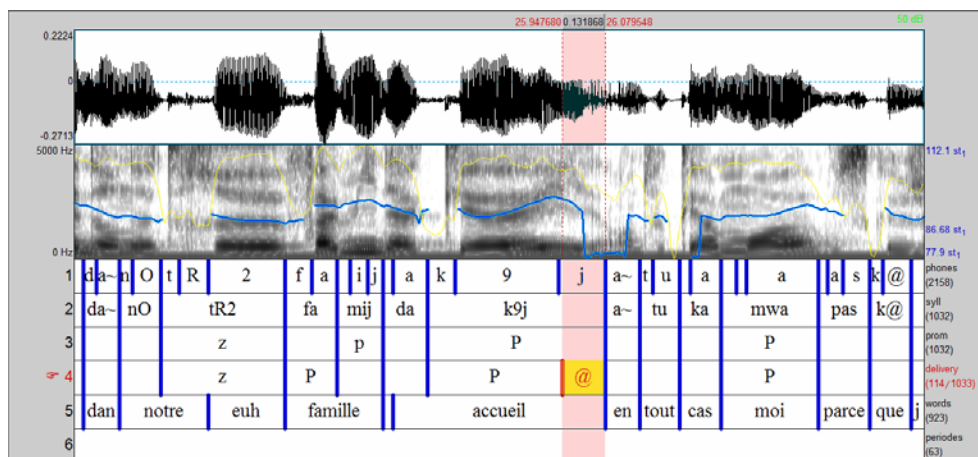 25.947680 0.131868 26.079548
50 dB
0.2224
0
-0.2713
5000 Hz
112.1 st₁
86.68 st₁
0 Hz
77.9 st₁
1 d a~ n O t R 2 f a i j a k 9 j a~ t u a a a s k @ phones (2158)
2 da~ nO tR2 fa mij da k9j a~ tu ka mwa pas k@ syll (1032)
3 z p P P prom (1032)
4 z P P @ P delivery (114/1033)
5 dan notre euh famille accueil en tout cas moi parce que j words (923)
6 periodes (63)